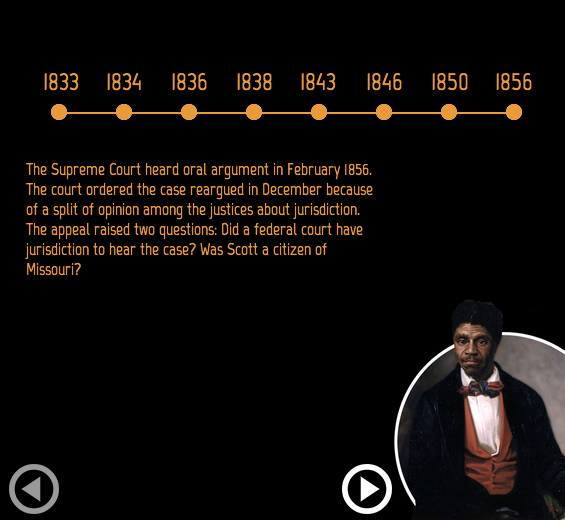 1833 1834 1836 1838 1843 1846 1850 1856
The Supreme Court heard oral argument in February 1856.
The court ordered the case reargued in December because
of a split of opinion among the justices about jurisdiction.
The appeal raised two questions: Did a federal court have
jurisdiction to hear the case? Was Scott a citizen of
Missouri?